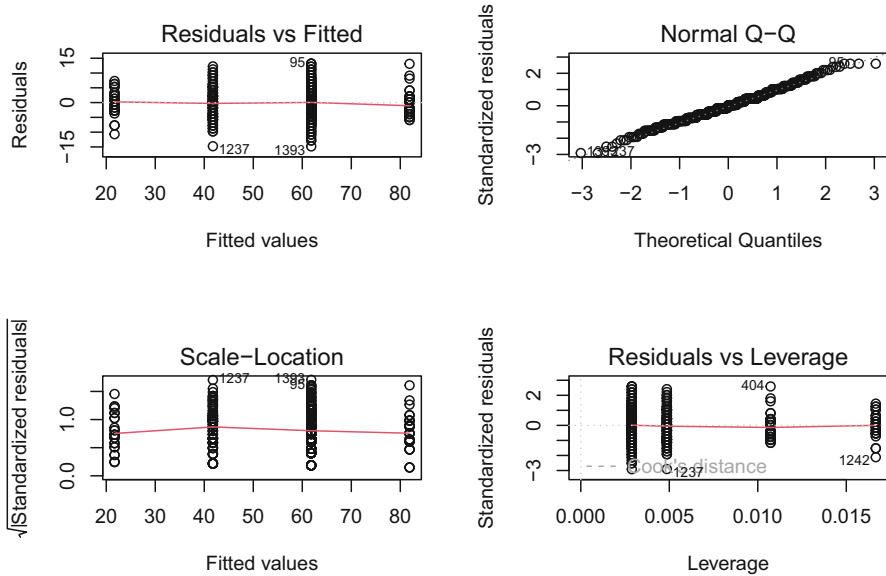 Residuals vs Fitted
Residuals
15
0
−15
95
1237
1393
20 30 40 50 60 70 80
Fitted values
Normal Q−Q
Standardized residuals
2
0
−3
95
−3 −2 −1 0 1 2 3
Theoretical Quantiles
Scale−Location
√|Standardized residuals|
1.0
0.0
1237
1393
95
20 30 40 50 60 70 80
Fitted values
Residuals vs Leverage
Standardized residuals
2
0
−3
404
1242
Cook's distance
1237
0.000 0.005 0.010 0.015
Leverage